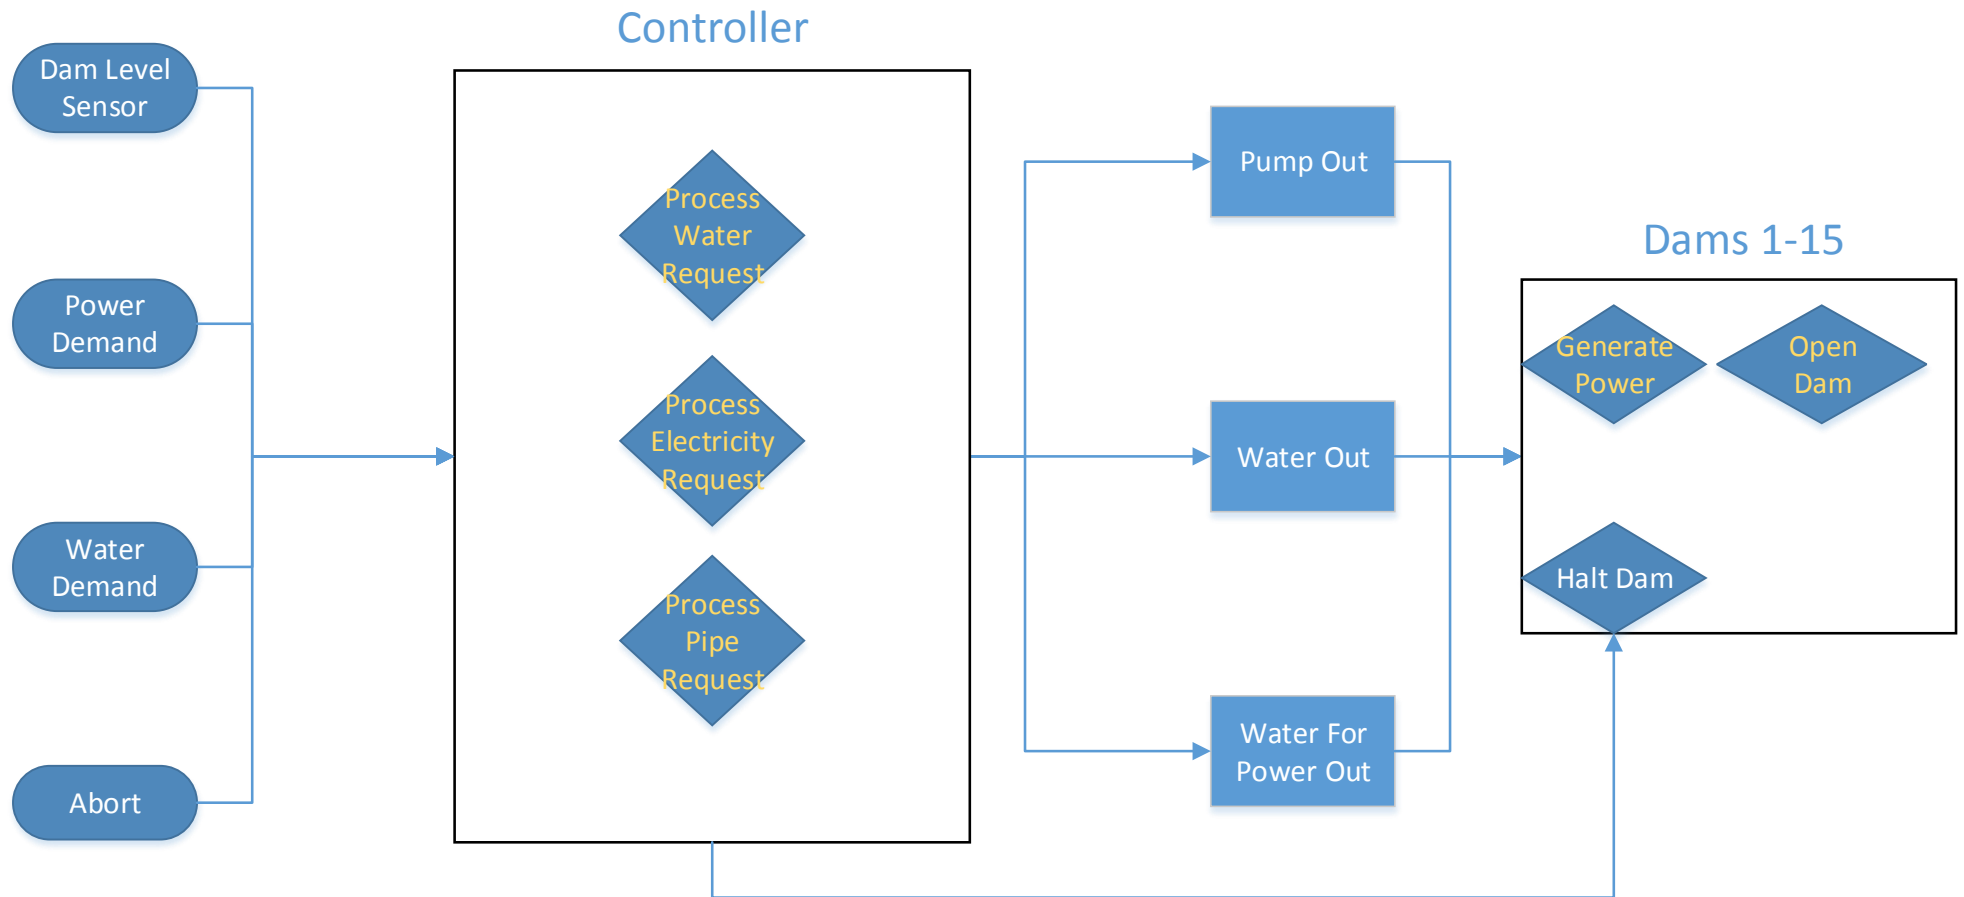 Controller
Dam Level
Sensor
Power
Demand
Water
Demand
Abort
Process
Water
Request
Process
Electricity
Request
Process
Pipe
Request
Pump Out
Water Out
Water For
Power Out
Dams 1-15
Generate
Power
Open
Dam
Halt Dam